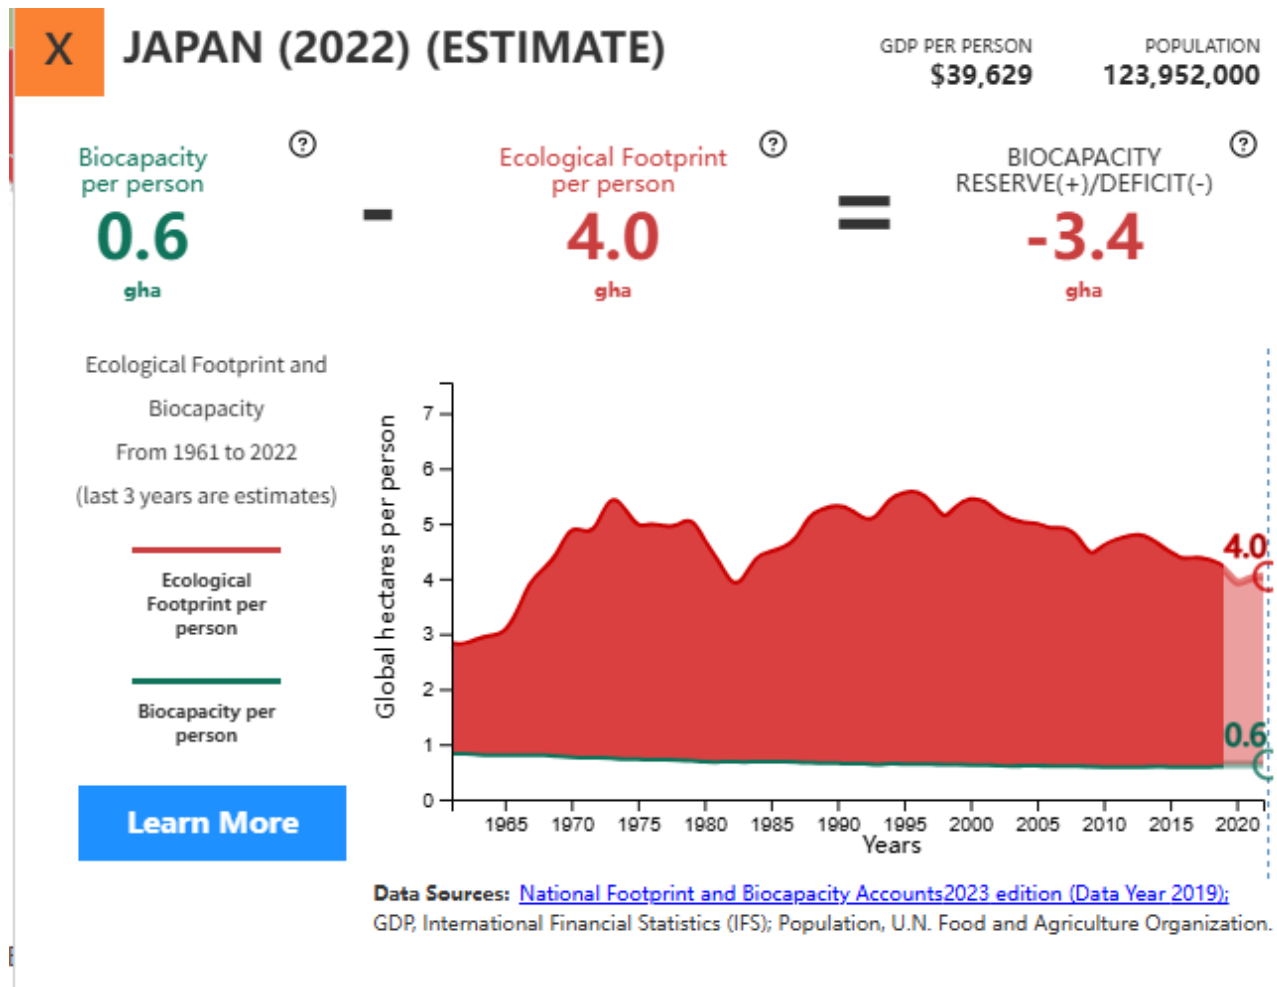 X
JAPAN (2022) (ESTIMATE)
GDP PER PERSON
$39,629
POPULATION
123,952,000
Biocapacity
per person
0.6
gha
?
-
Ecological Footprint
per person
4.0
gha
?
=
BIOCAPACITY
RESERVE(+)/DEFICIT(-)
-3.4
gha
?
Ecological Footprint and
Biocapacity
From 1961 to 2022
(last 3 years are estimates)
Ecological
Footprint per
person
Biocapacity per
person
Learn More
Global hectares per person
7
6
5
4
3
2
1
0
4.0
0.6
1965 1970 1975 1980 1985 1990 1995 2000 2005 2010 2015 2020
Years
Data Sources: National Footprint and Biocapacity Accounts2023 edition (Data Year 2019);
GDP, International Financial Statistics (IFS); Population, U.N. Food and Agriculture Organization.